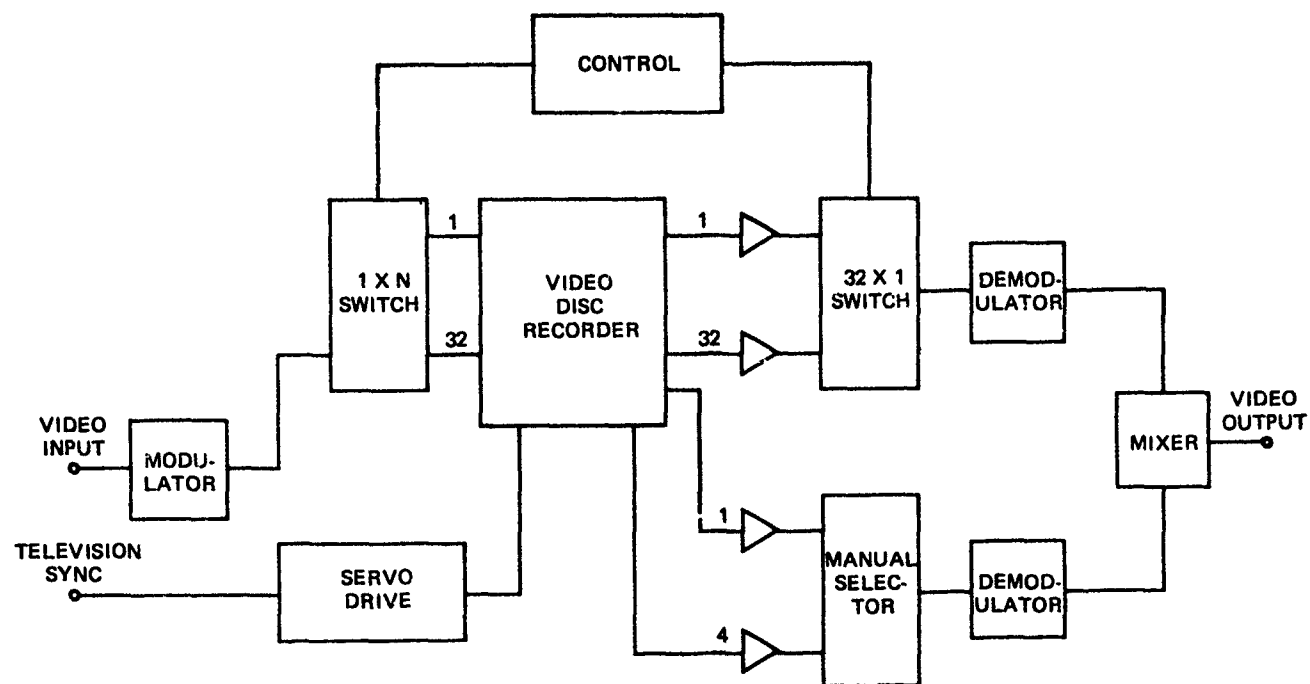 CONTROL
1
1 X N
SWITCH
32
VIDEO
DISC
RECORDER
1
32
32 X 1
SWITCH
DEMOD-
ULATOR
VIDEO
INPUT
MODU-
LATOR
MIXER
VIDEO
OUTPUT
TELEVISION
SYNC
SERVO
DRIVE
1
4
MANUAL
SELEC-
TOR
DEMOD-
ULATOR